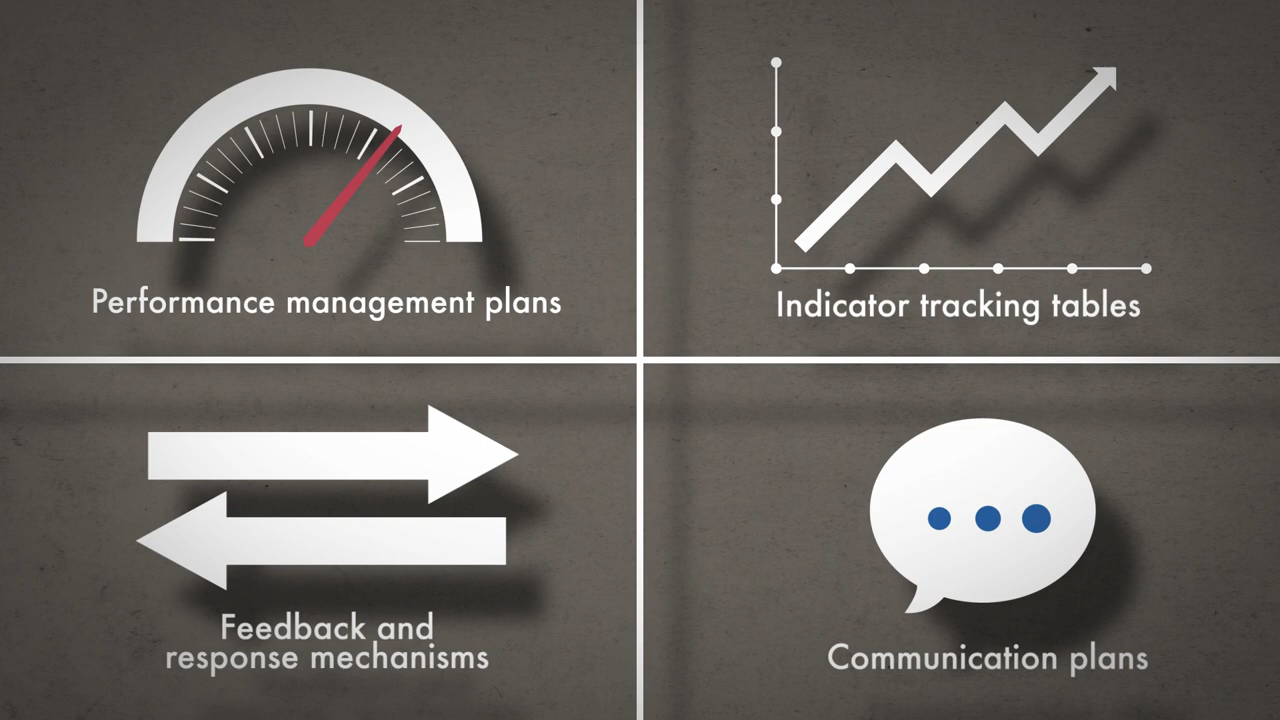 Performance management plans
Indicator tracking tables
Feedback and
response mechanisms
Communication plans